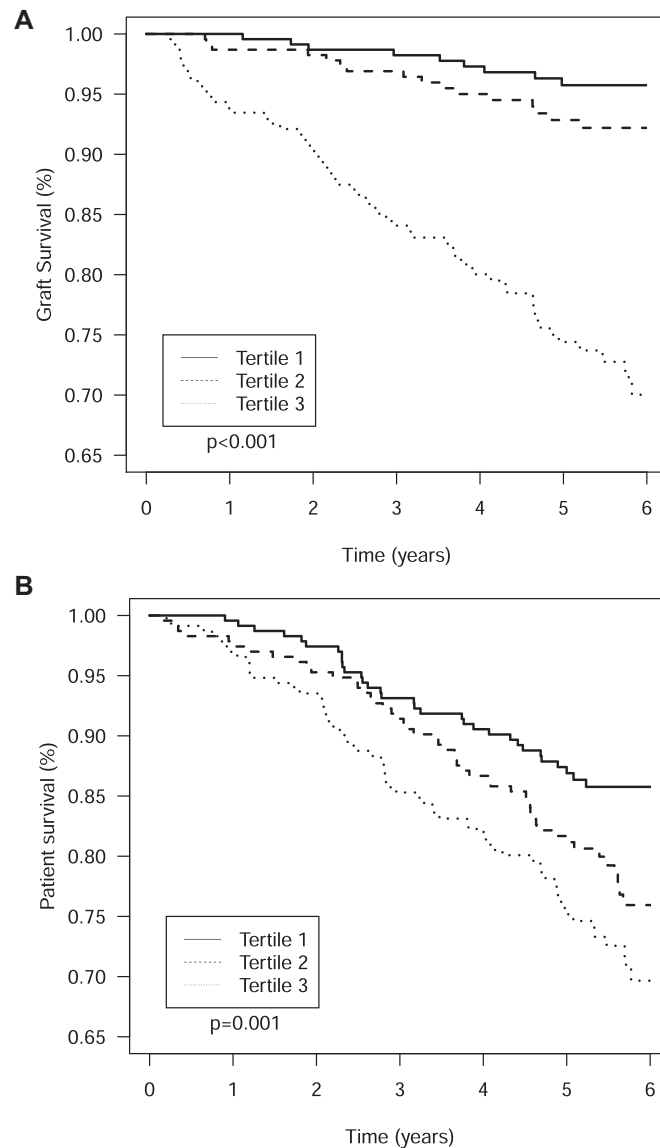 A
Graft Survival (%)
1.00
0.95
0.90
0.85
0.80
0.75
0.70
0.65
Tertile 1
Tertile 2
Tertile 3
p<0.001
0 1 2 3 4 5 6
Time (years)
B
Patient survival (%)
1.00
0.95
0.90
0.85
0.80
0.75
0.70
0.65
Tertile 1
Tertile 2
Tertile 3
p=0.001
0 1 2 3 4 5 6
Time (years)